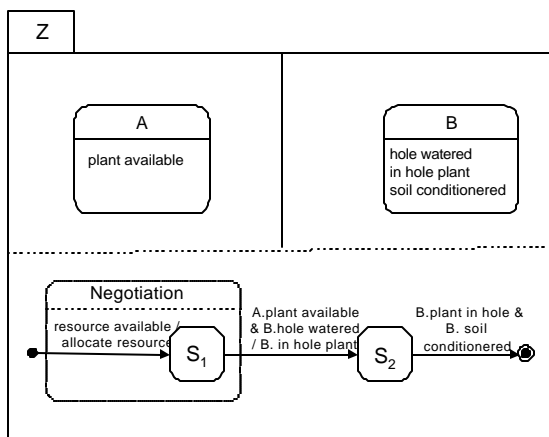 Z
A
plant available
B
hole watered
in hole plant
soil conditionered
Negotiation
resource available /
allocate resource
S1
A.plant available
& B.hole watered
/ B. in hole plant
S2
B.plant in hole &
B. soil
conditionered